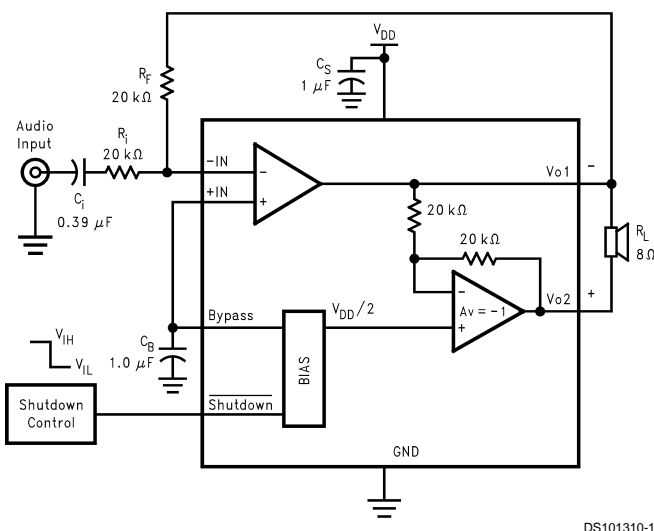 V_DD
C_S
1 μF
R_F
20 kΩ
Audio
Input
R_i
20 kΩ
C_i
0.39 μF
-IN
+IN
-
+
Vo1
-
20 kΩ
20 kΩ
R_L
8Ω
-
Av = -1
+
Vo2
+
Bypass
V_DD/2
BIAS
C_B
1.0 μF
V_IH
V_IL
Shutdown
Control
Shutdown
GND
DS101310-1